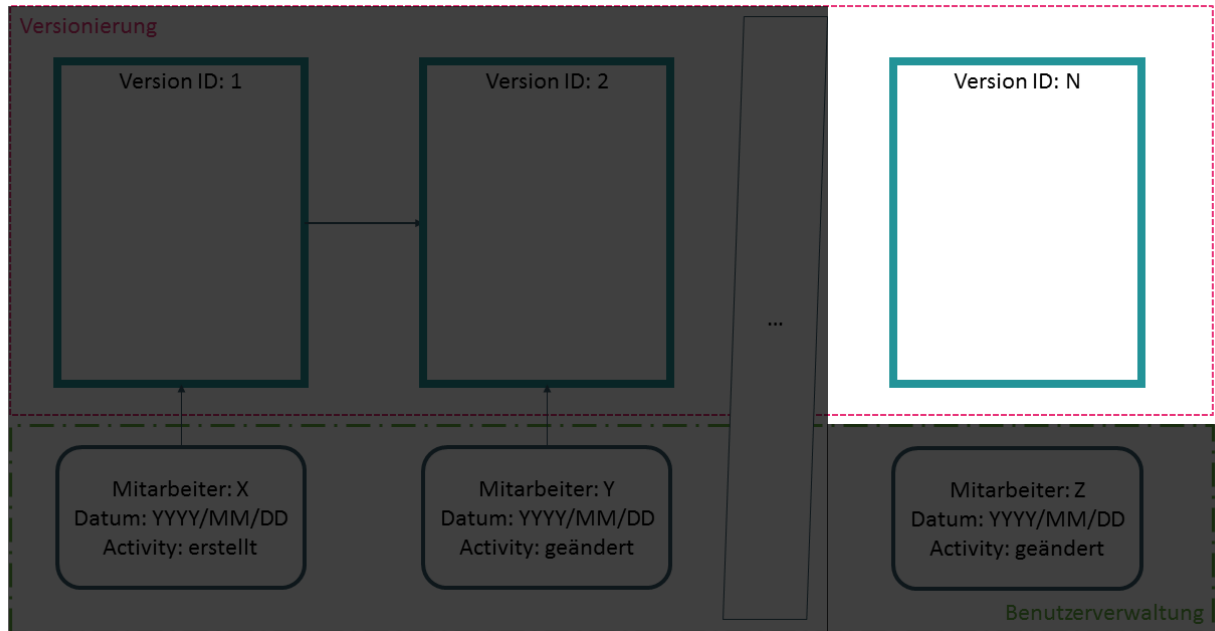 Versionierung
Version ID: 1
Version ID: 2
Version ID: N
...
Mitarbeiter: X
Datum: YYYY/MM/DD
Activity: erstellt
Mitarbeiter: Y
Datum: YYYY/MM/DD
Activity: geändert
Mitarbeiter: Z
Datum: YYYY/MM/DD
Activity: geändert
Benutzerverwaltung